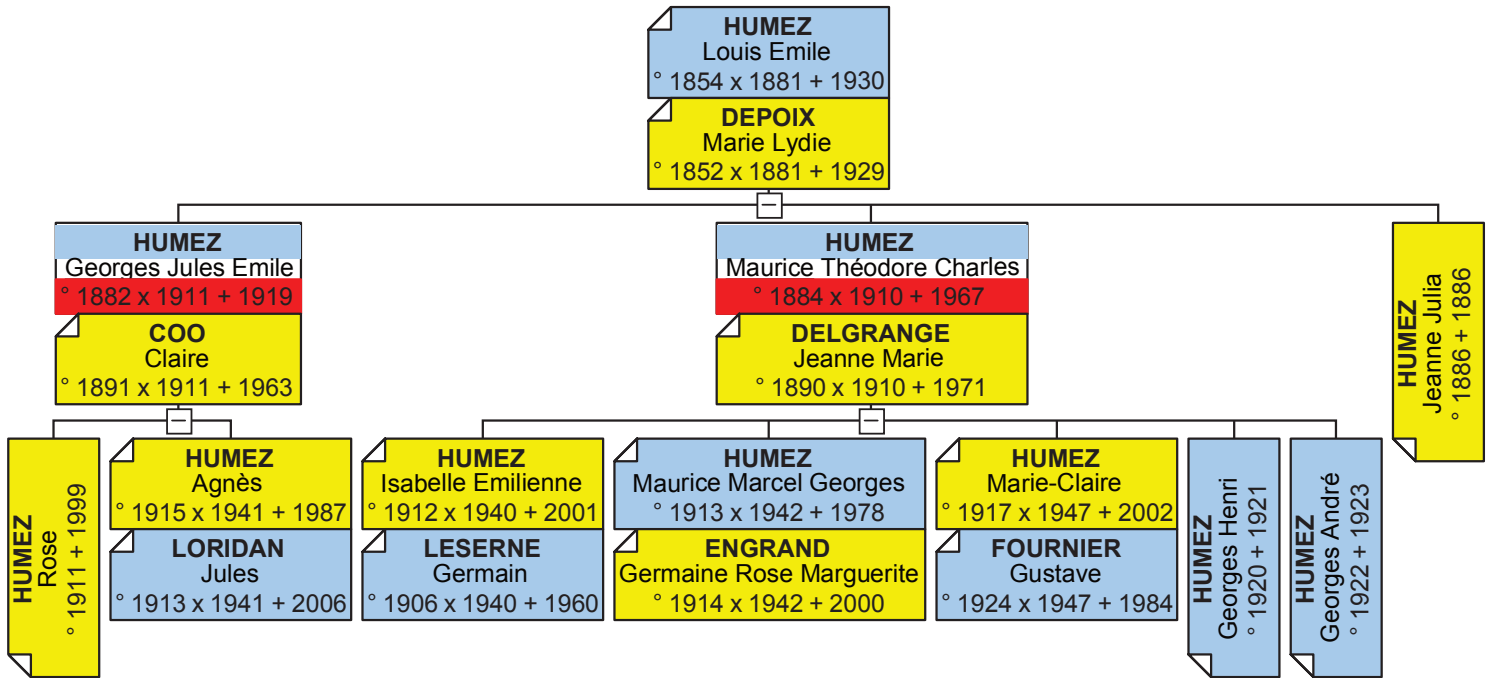 HUMEZ
Louis Emile
° 1854 x 1881 + 1930
DEPOIX
Marie Lydie
° 1852 x 1881 + 1929
HUMEZ
Georges Jules Emile
° 1882 x 1911 + 1919
COO
Claire
° 1891 x 1911 + 1963
HUMEZ
Maurice Théodore Charles
° 1884 x 1910 + 1967
DELGRANGE
Jeanne Marie
° 1890 x 1910 + 1971
HUMEZ
Jeanne Julia
° 1886 + 1886
HUMEZ
Rose
° 1911 + 1999
HUMEZ
Agnès
° 1915 x 1941 + 1987
LORIDAN
Jules
° 1913 x 1941 + 2006
HUMEZ
Isabelle Emilienne
° 1912 x 1940 + 2001
LESERNE
Germain
° 1906 x 1940 + 1960
HUMEZ
Maurice Marcel Georges
° 1913 x 1942 + 1978
ENGRAND
Germaine Rose Marguerite
° 1914 x 1942 + 2000
HUMEZ
Marie-Claire
° 1917 x 1947 + 2002
FOURNIER
Gustave
° 1924 x 1947 + 1984
HUMEZ
Georges Henri
° 1920 + 1921
HUMEZ
Georges André
° 1922 + 1923